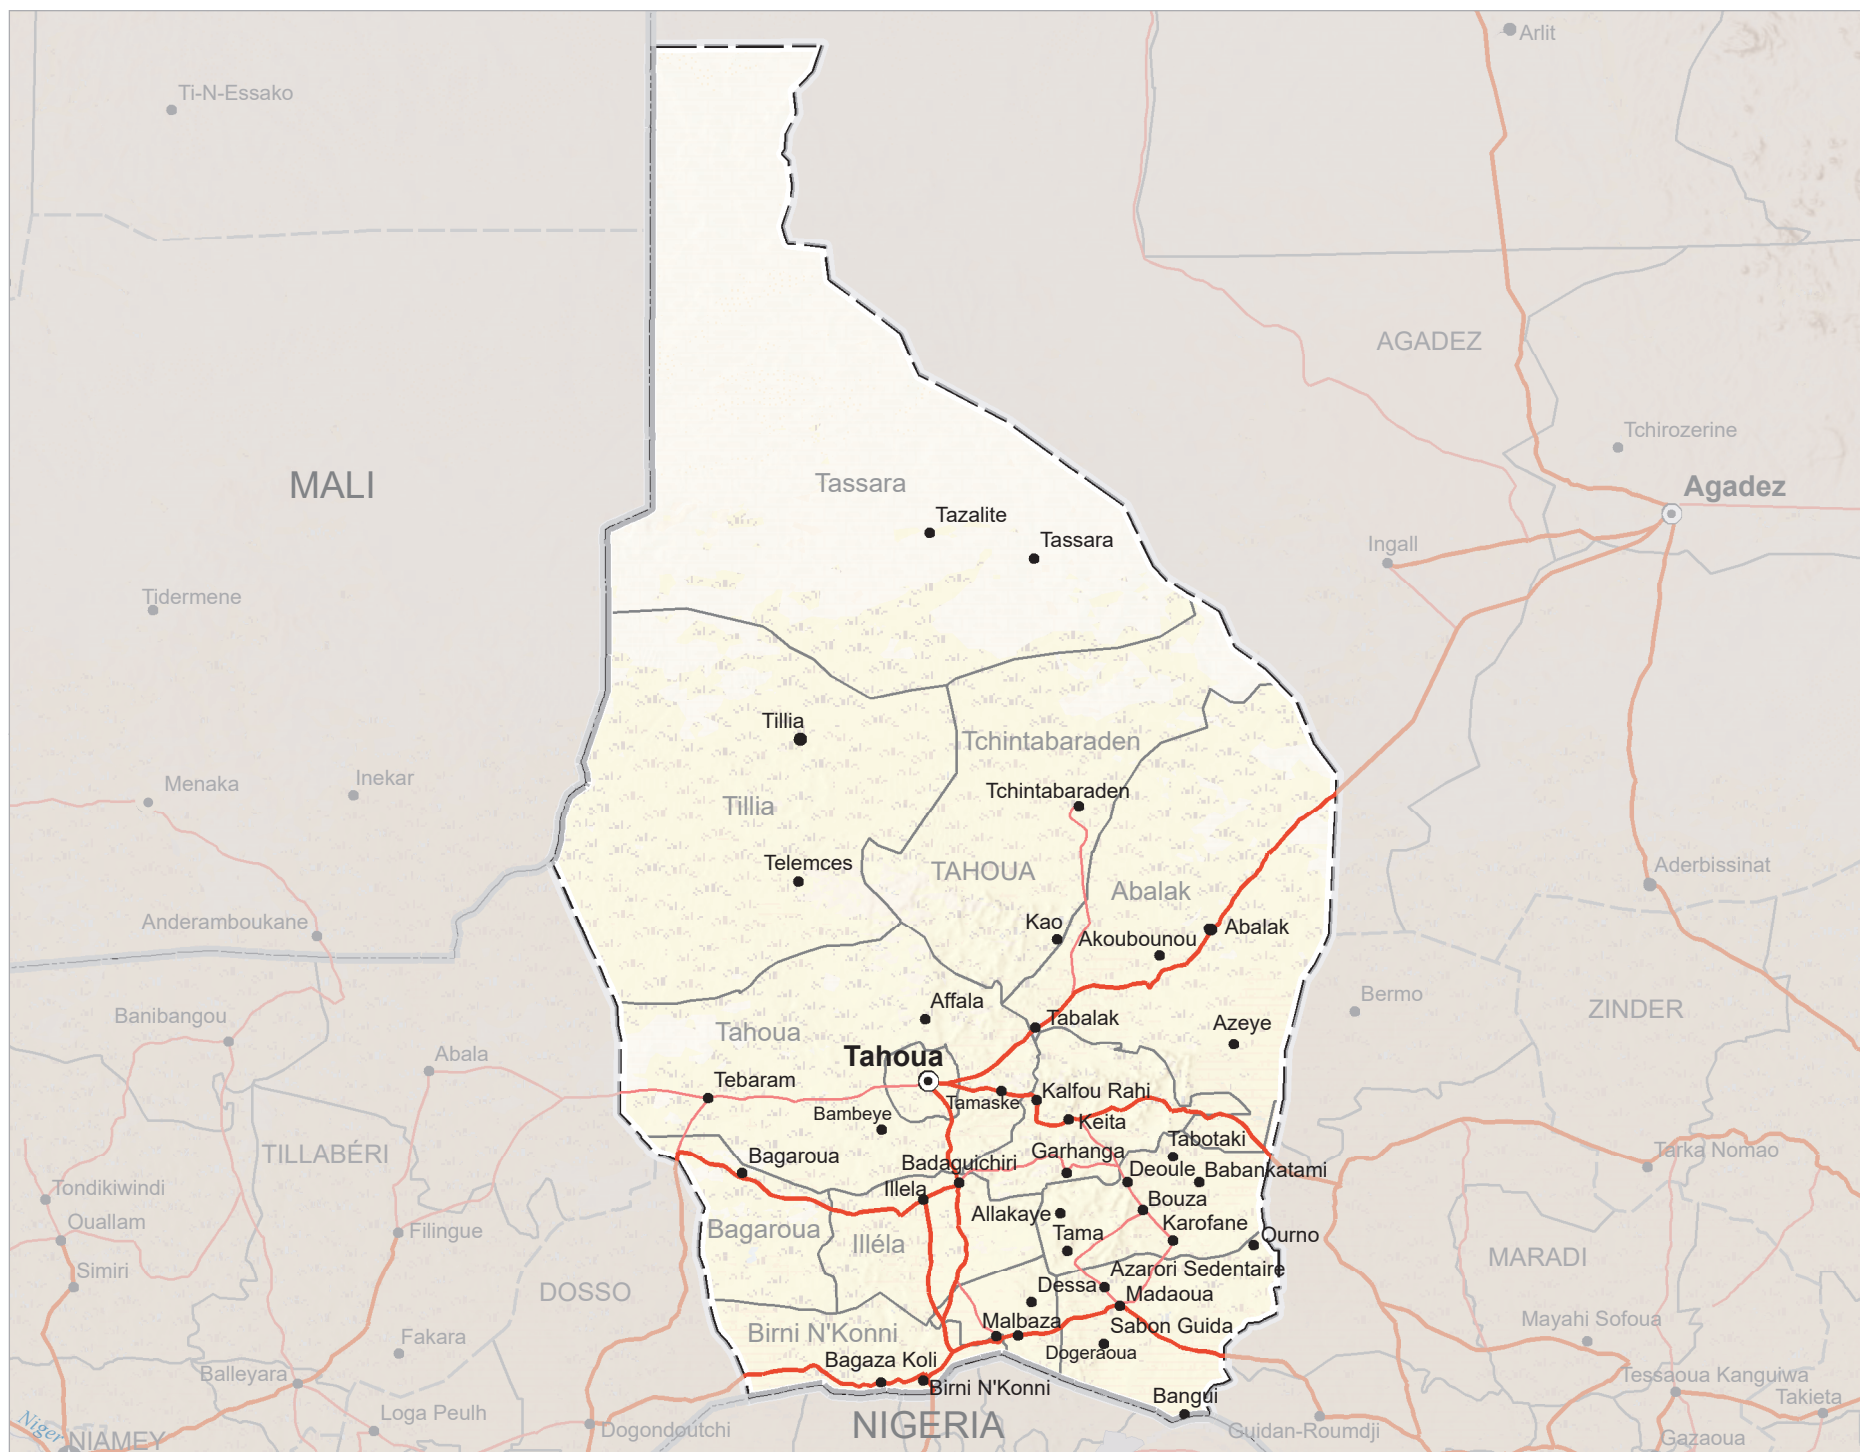 Arlit
Ti-N-Essako
AGADEZ
Tchirozerine
MALI
Tassara
Agadez
Tazalite
Tassara
Ingall
Tidermene
Tillia
Tchintabaraden
Menaka
Inekar
Tchintabaraden
Tillia
Telemces
TAHOUA
Aderbissinat
Abalak
Anderamboukane
Kao
Akoubounou
Abalak
Bermo
Affala
ZINDER
Banibangou
Tahoua
Tabalak
Azeye
Abala
Tahoua
Tebaram
Kalfou Rahi
Tamaske
Bambeye
Keita
TILLABÉRI
Tabotaki
Tarka Nomao
Bagaroua
Garhanga
Badaguichiri
Deoule
Babankatami
Tondikiwindi
Illela
Bouza
Ouallam
Allakaye
Karofane
Filingue
Bagaroua
Illéla
Tama
Ourno
MARADI
Simiri
Azarori Sedentaire
DOSSO
Dessa
Madaoua
Mayahi Sofoua
Fakara
Birni N'Konni
Malbaza
Sabon Guida
Dogeraoua
Balleyara
Bagaza Koli
Tessaoua Kanguiwa
Birni N'Konni
Bangui
Takieta
Loga Peulh
Niger
NIAMEY
Dogondoutchi
NIGERIA
Guidan-Roumdji
Gazaoua